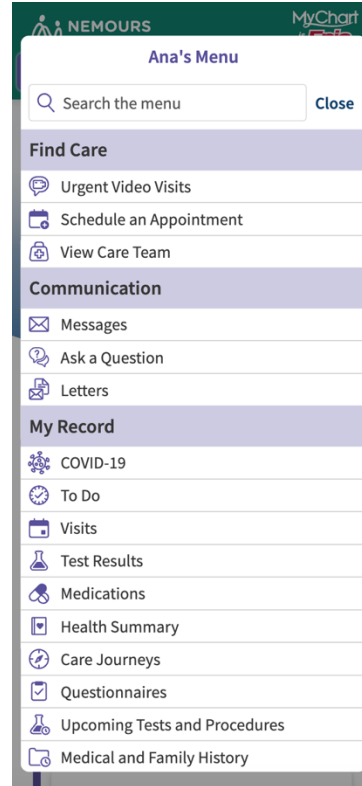 NEMOURS
MyChart
Ana's Menu
Search the menu
Close
Find Care
Urgent Video Visits
Schedule an Appointment
View Care Team
Communication
Messages
Ask a Question
Letters
My Record
COVID-19
To Do
Visits
Test Results
Medications
Health Summary
Care Journeys
Questionnaires
Upcoming Tests and Procedures
Medical and Family History